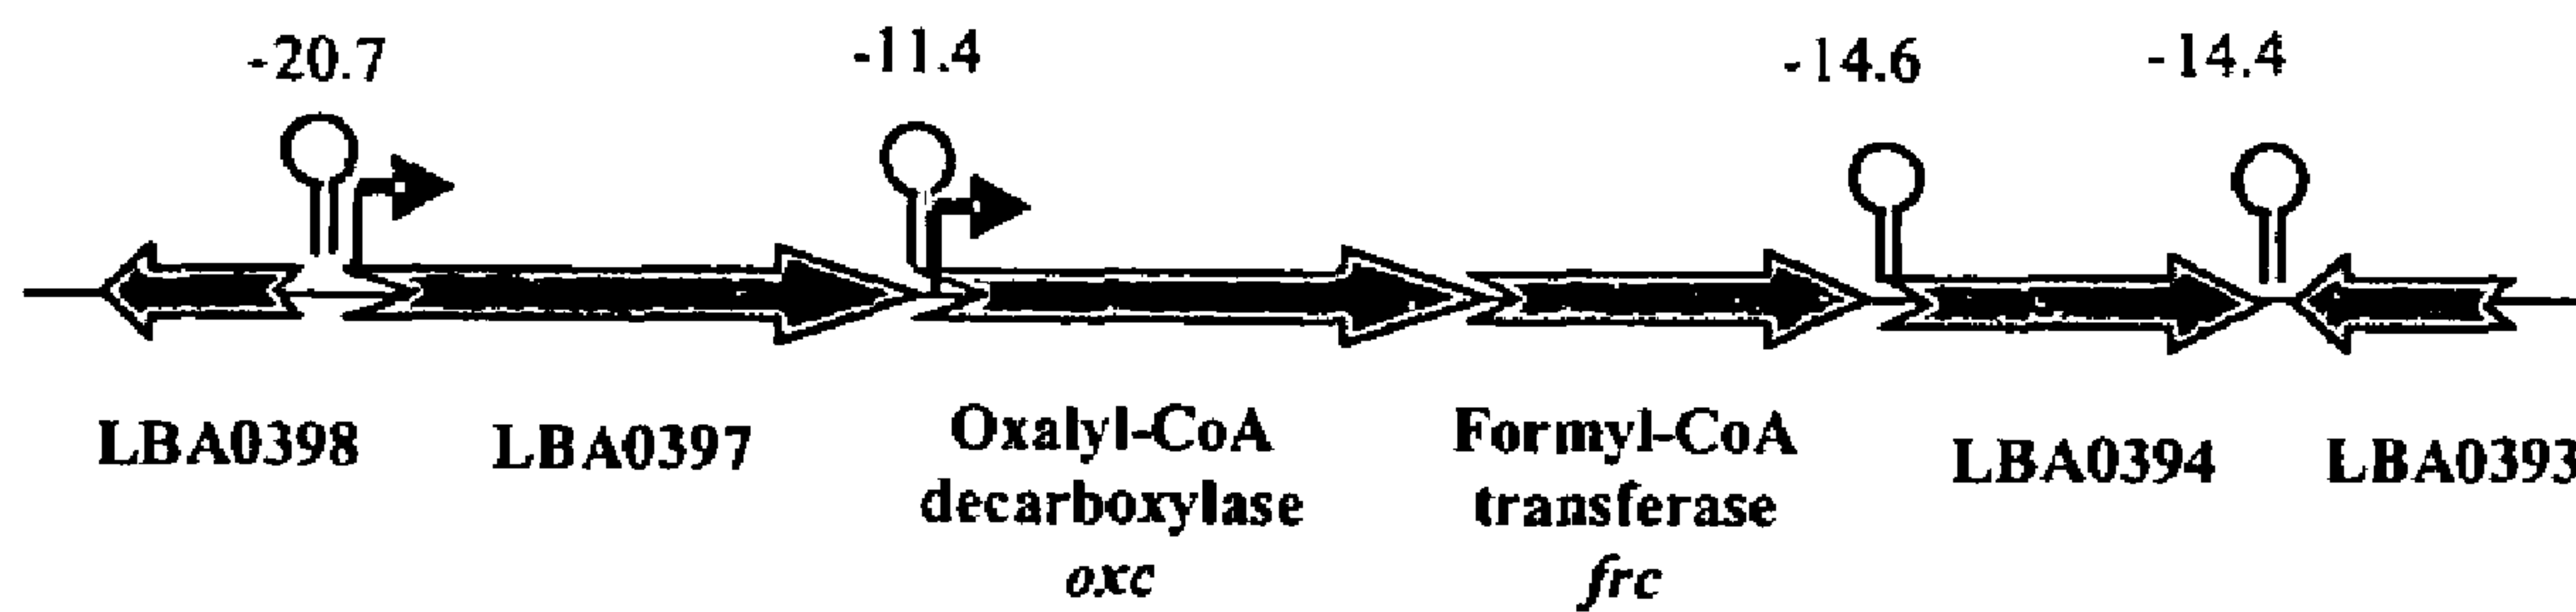 -20.7 -11.4 -14.6 -14.4
LBA0398 LBA0397 Oxalyl-CoA Formyl-CoA LBA0394 LBA0393
decarboxylase transferase
oxc frc